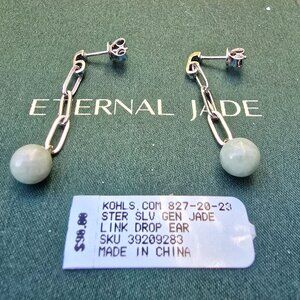 ETERNAL JADE
KOHLS.COM 827-20-23
STER SLV GEN JADE
LINK DROP EAR
SKU 39209283
MADE IN CHINA
$90.00